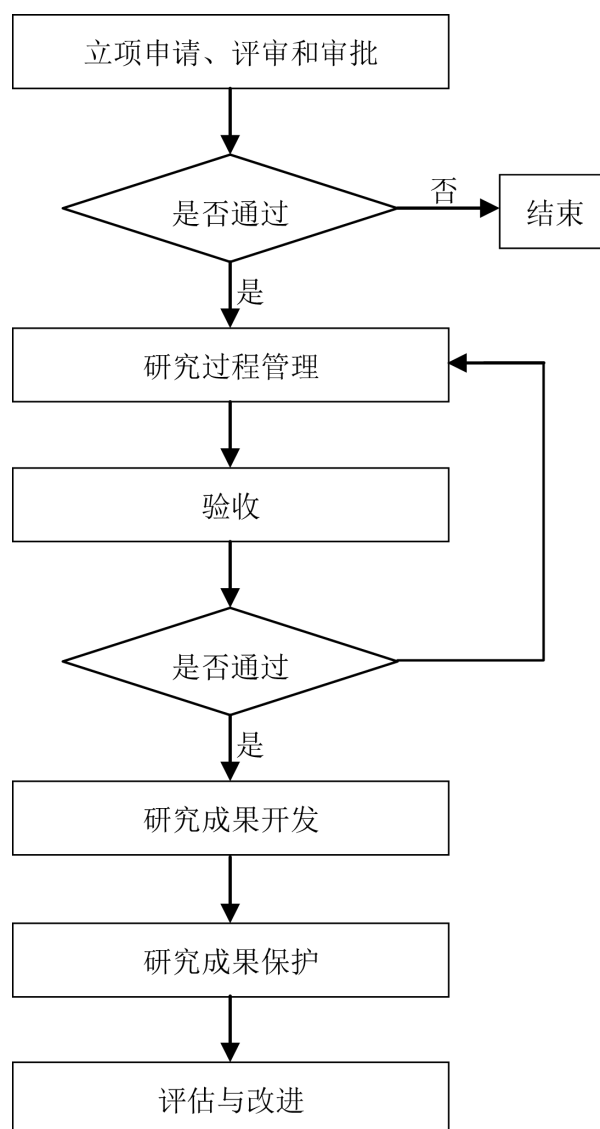 立项申请、评审和审批
是否通过
否
结束
是
研究过程管理
验收
是否通过
是
研究成果开发
研究成果保护
评估与改进